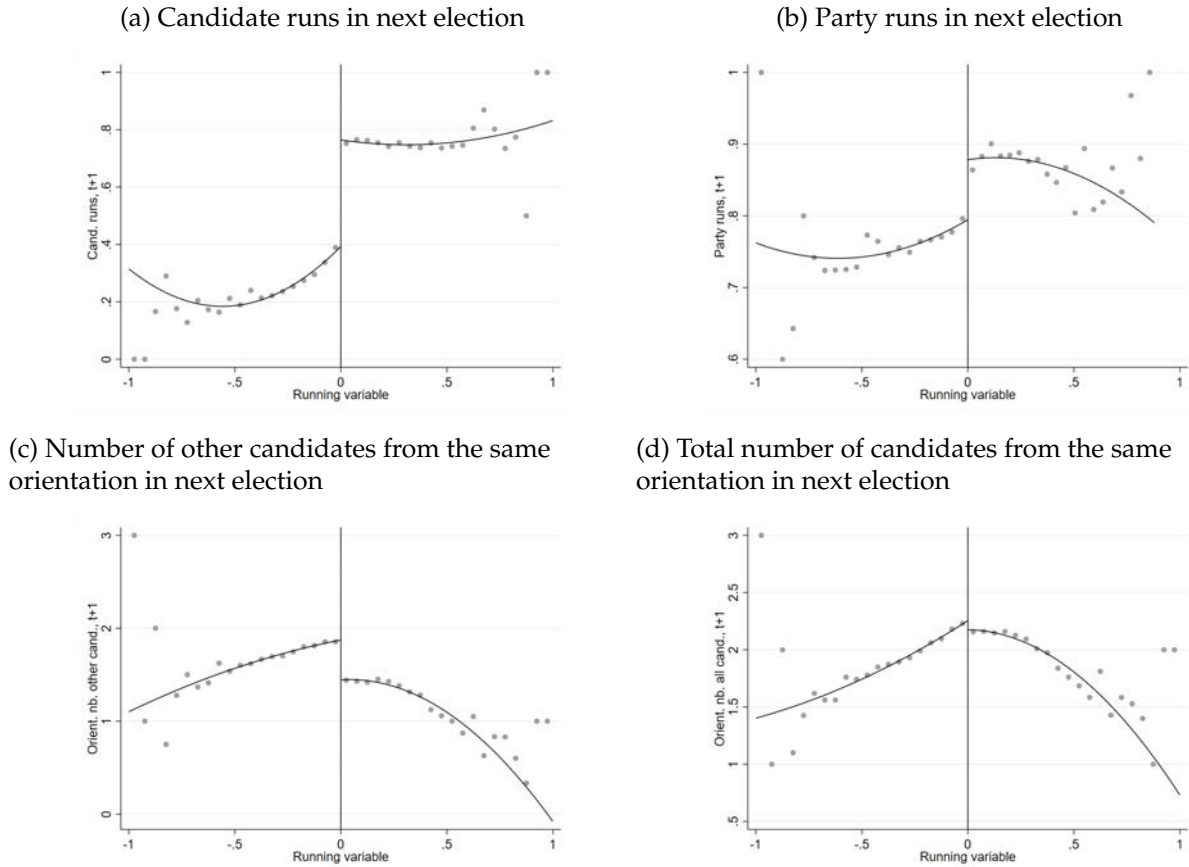 (a) Candidate runs in next election
Cand. runs, t+1
1
.8
.6
.4
.2
0
-1 -.5 0 .5 1
Running variable
(b) Party runs in next election
Party runs, t+1
1
.9
.8
.7
.6
-1 -.5 0 .5 1
Running variable
(c) Number of other candidates from the same
orientation in next election
Orient. nb. other cand., t+1
3
2
1
0
-1 -.5 0 .5 1
Running variable
(d) Total number of candidates from the same
orientation in next election
Orient. nb. all cand., t+1
3
2.5
2
1.5
1
.5
-1 -.5 0 .5 1
Running variable